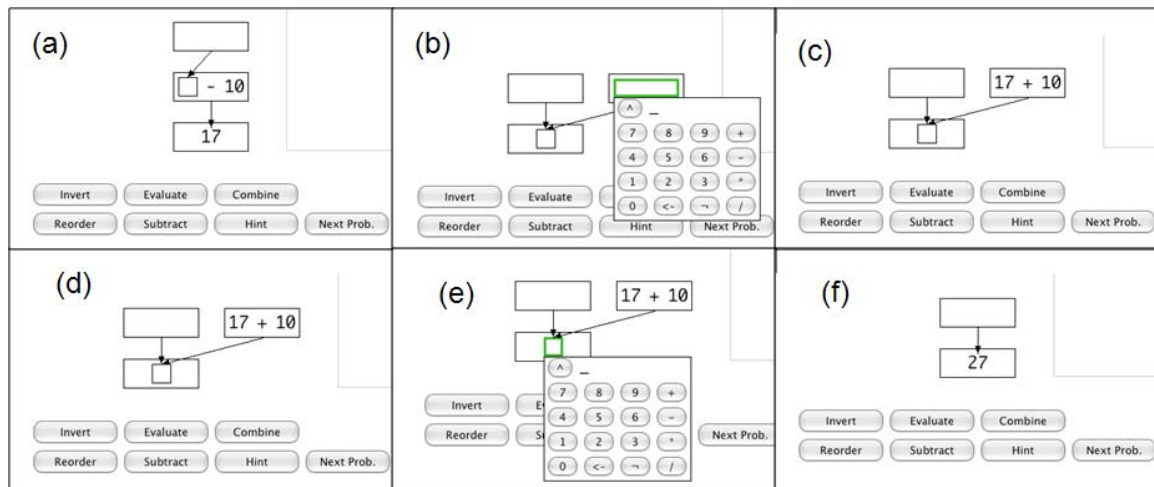 (a)
□ - 10
17
Invert Evaluate Combine
Reorder Subtract Hint Next Prob.
(b)
^ _
7 8 9 +
4 5 6 -
1 2 3 *
0 <- ¬ /
Invert Evaluate
Reorder Subtract Hint Next Prob.
(c)
17 + 10
Invert Evaluate Combine
Reorder Subtract Hint Next Prob.
(d)
17 + 10
Invert Evaluate Combine
Reorder Subtract Hint Next Prob.
(e)
17 + 10
^ _
7 8 9 +
4 5 6 -
1 2 3 *
0 <- ¬ /
Invert E
Reorder Su Next Prob.
(f)
27
Invert Evaluate Combine
Reorder Subtract Hint Next Prob.